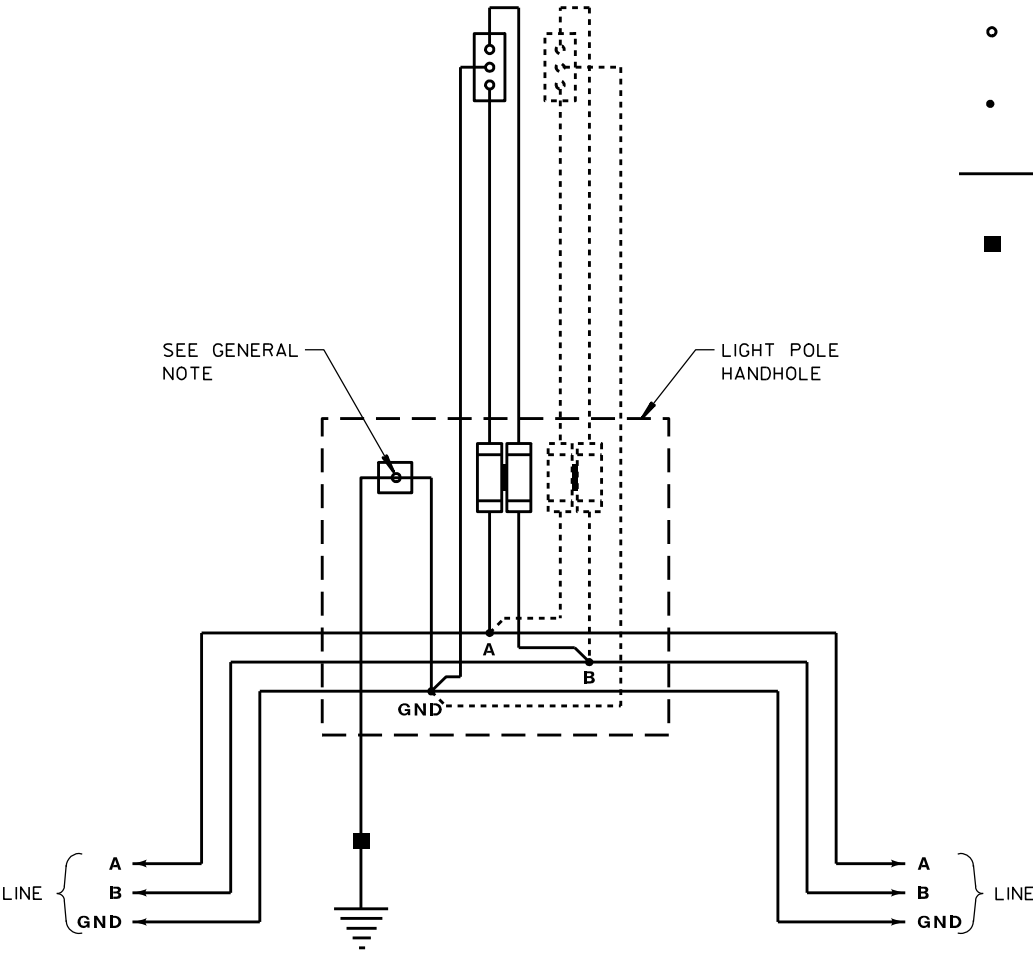 SEE GENERAL
NOTE
LIGHT POLE
HANDHOLE
A
B
GND
LINE
A
B
GND
A
B
GND
LINE